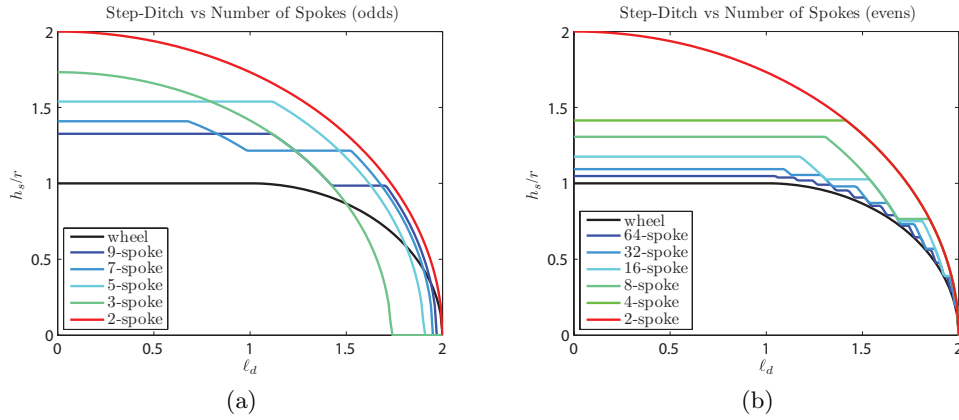 Step-Ditch vs Number of Spokes (odds)
2
1.5
1
0.5
0
h_s/r
wheel
9-spoke
7-spoke
5-spoke
3-spoke
2-spoke
0 0.5 1 1.5 2
ℓ_d
(a)
Step-Ditch vs Number of Spokes (evens)
2
1.5
1
0.5
0
h_s/r
wheel
64-spoke
32-spoke
16-spoke
8-spoke
4-spoke
2-spoke
0 0.5 1 1.5 2
ℓ_d
(b)